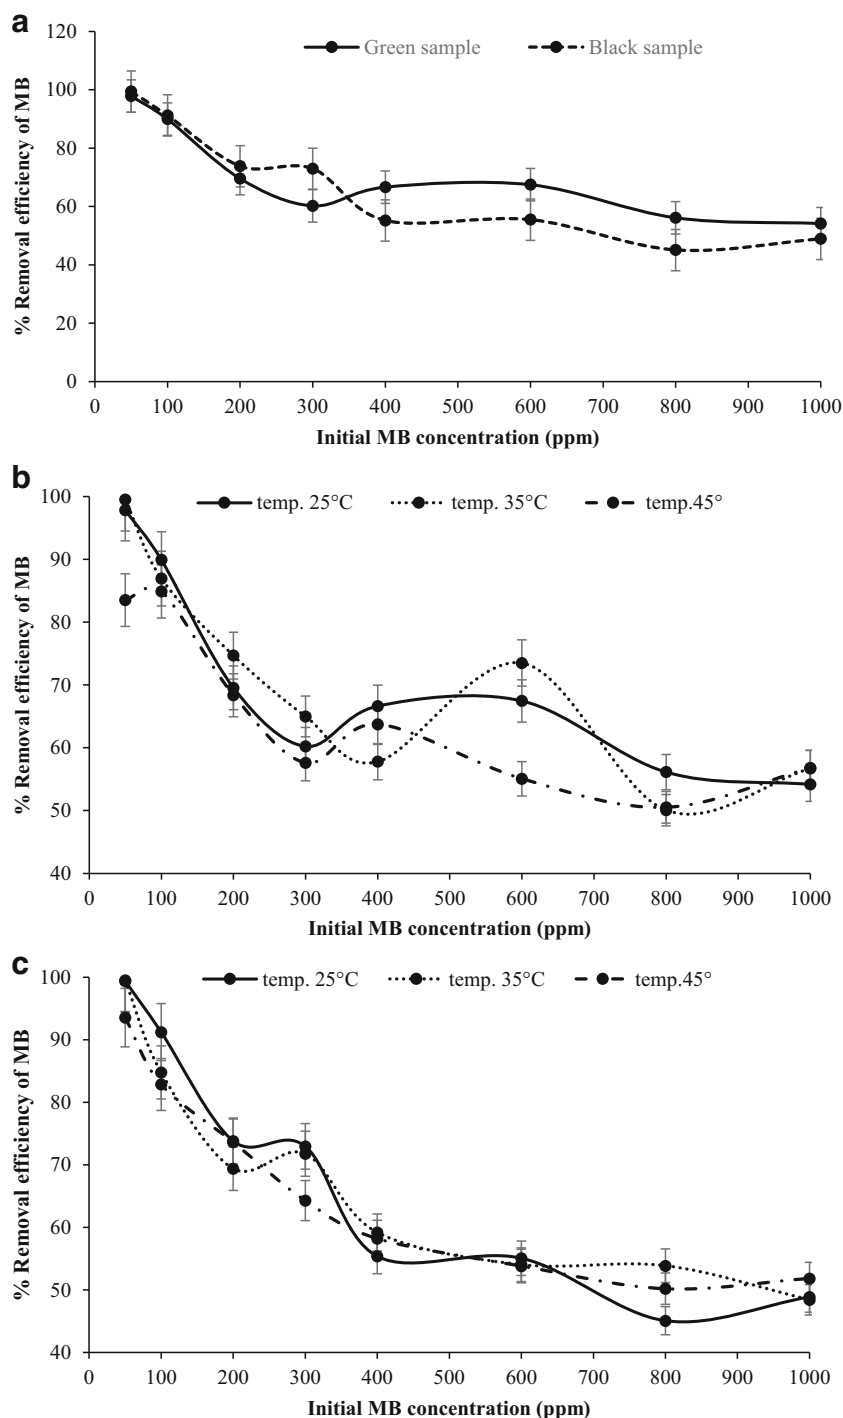 a
120
100
80
60
40
20
0
% Removal efficiency of MB
Green sample Black sample
0 100 200 300 400 500 600 700 800 900 1000
Initial MB concentration (ppm)
b
100
90
80
70
60
50
40
% Removal efficiency of MB
temp. 25°C temp. 35°C temp.45°
0 100 200 300 400 500 600 700 800 900 1000
Initial MB concentration (ppm)
c
100
90
80
70
60
50
40
% Removal efficiency of MB
temp. 25°C temp. 35°C temp.45°
0 100 200 300 400 500 600 700 800 900 1000
Initial MB concentration (ppm)